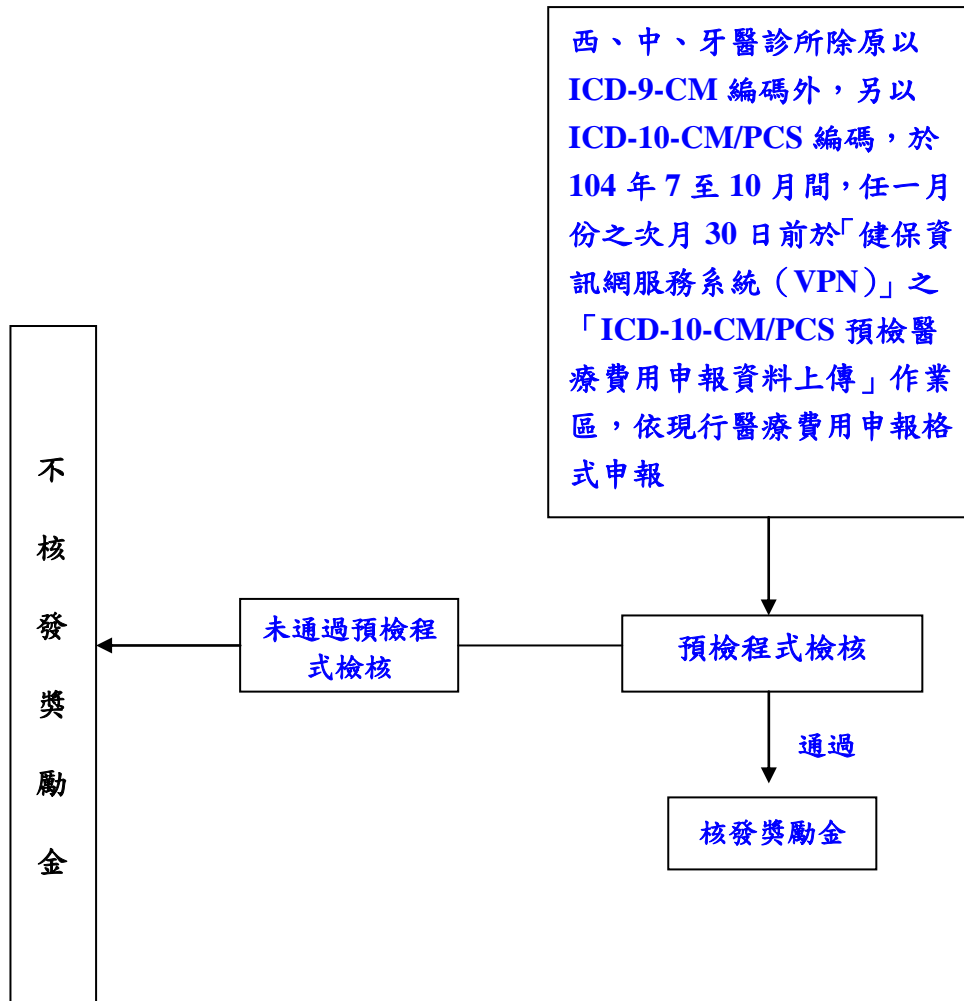 西、中、牙醫診所除原以
ICD-9-CM 編碼外，另以
ICD-10-CM/PCS 編碼，於
104 年 7 至 10 月間，任一月
份之次月 30 日前於「健保資
訊網服務系統（VPN）」之
「ICD-10-CM/PCS 預檢醫
療費用申報資料上傳」作業
區，依現行醫療費用申報格
式申報
預檢程式檢核
未通過預檢程
式檢核
不
核
發
獎
勵
金
通過
核發獎勵金